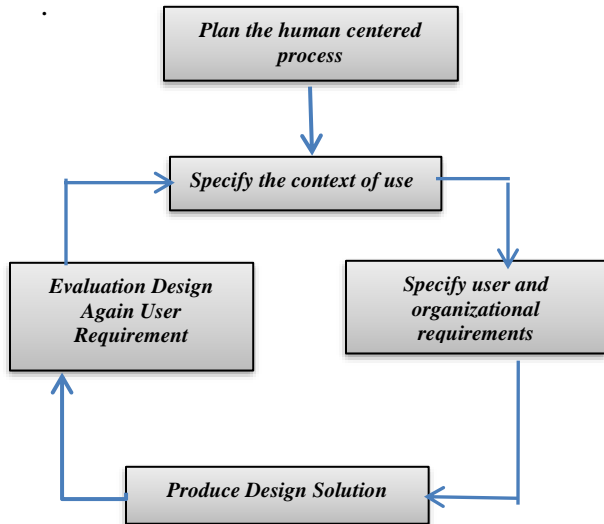 .
Plan the human centered
process
Specify the context of use
Evaluation Design
Again User
Requirement
Specify user and
organizational
requirements
Produce Design Solution